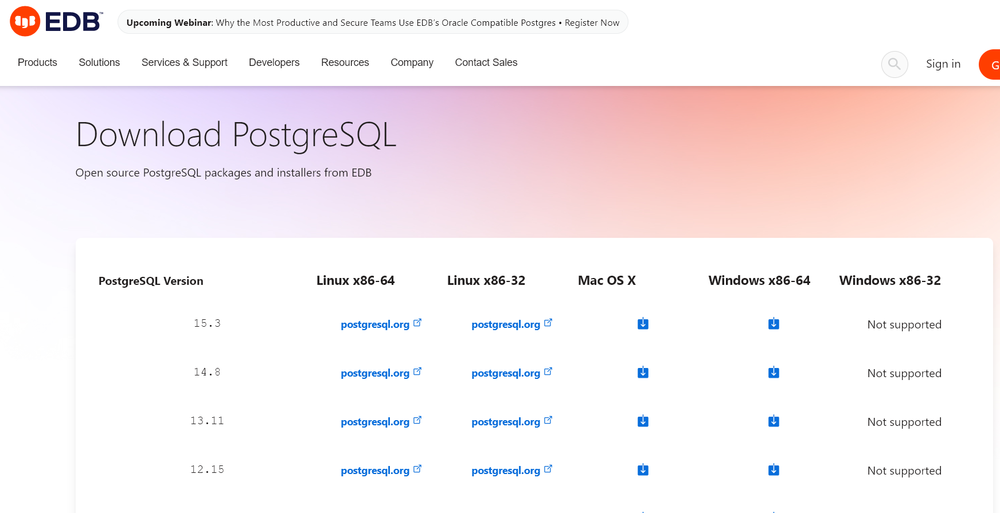 EDB™
Upcoming Webinar: Why the Most Productive and Secure Teams Use EDB's Oracle Compatible Postgres • Register Now
Products Solutions Services & Support Developers Resources Company Contact Sales
Sign in G
Download PostgreSQL
Open source PostgreSQL packages and installers from EDB
PostgreSQL Version Linux x86-64 Linux x86-32 Mac OS X Windows x86-64 Windows x86-32
15.3 postgresql.org postgresql.org Not supported
14.8 postgresql.org postgresql.org Not supported
13.11 postgresql.org postgresql.org Not supported
12.15 postgresql.org postgresql.org Not supported